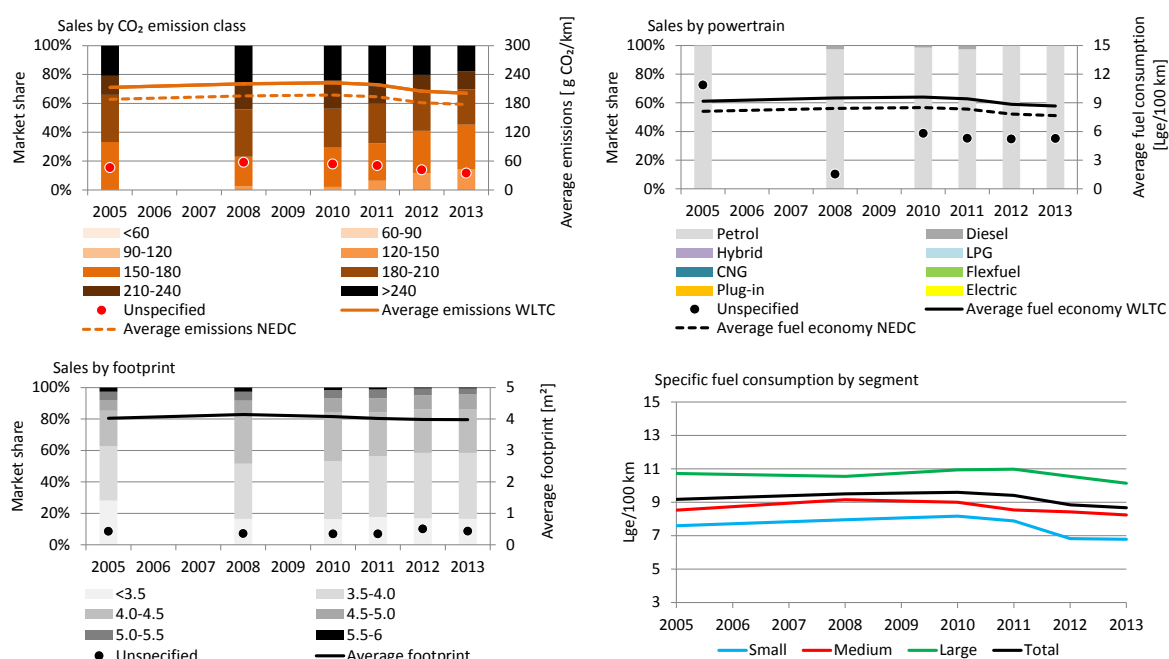 Sales by CO₂ emission class
Market share
100%
80%
60%
40%
20%
0%
300
240
180
120
60
0
Average emissions [ g CO₂/km]
2005 2006 2007 2008 2009 2010 2011 2012 2013
<60 60-90
90-120 120-150
150-180 180-210
210-240 >240
Unspecified Average emissions WLTC
Average emissions NEDC
Sales by powertrain
Market share
100%
80%
60%
40%
20%
0%
15
12
9
6
3
0
Average fuel consumption
[Lge/100 km]
2005 2006 2007 2008 2009 2010 2011 2012 2013
Petrol Diesel
Hybrid LPG
CNG Flexfuel
Plug-in Electric
Unspecified Average fuel economy WLTC
Average fuel economy NEDC
Sales by footprint
Market share
100%
80%
60%
40%
20%
0%
5
4
3
2
1
0
Average footprint [m²]
2005 2006 2007 2008 2009 2010 2011 2012 2013
<3.5 3.5-4.0
4.0-4.5 4.5-5.0
5.0-5.5 5.5-6
Unspecified Average footprint
Specific fuel consumption by segment
Lge/100 km
15
13
11
9
7
5
3
2005 2006 2007 2008 2009 2010 2011 2012 2013
Small Medium Large Total